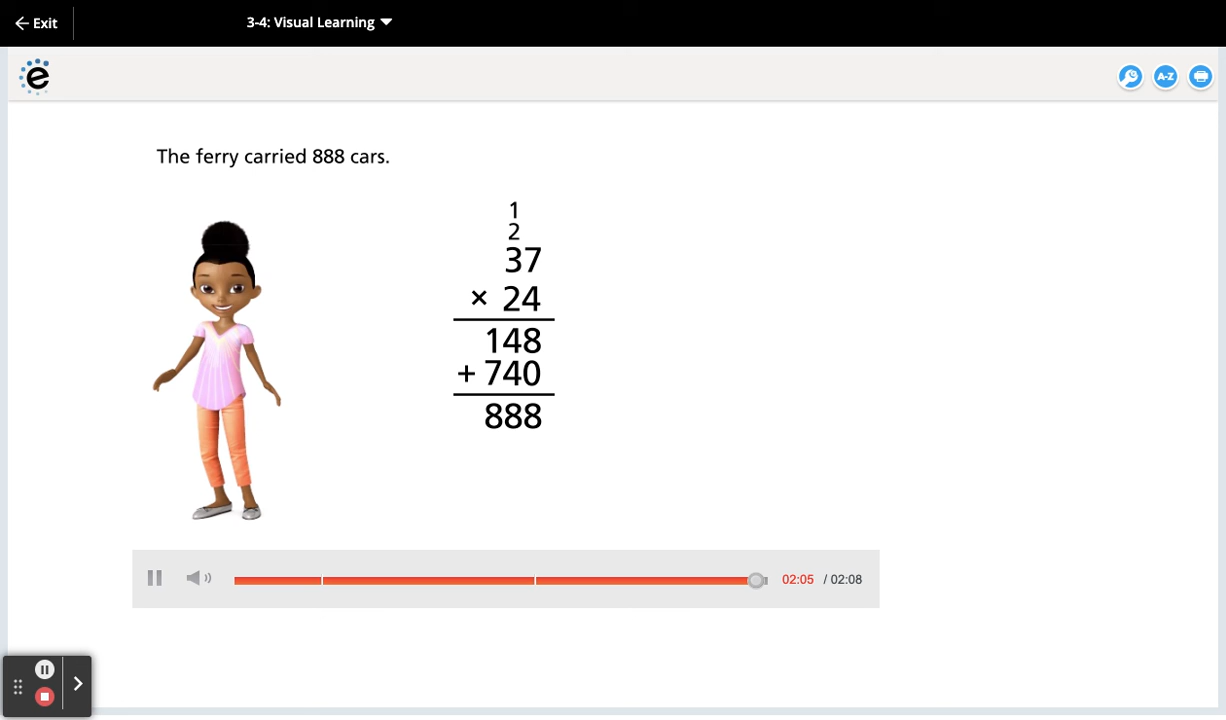 Exit
3-4: Visual Learning
e
A-Z
The ferry carried 888 cars.
1
2
37
× 24
148
+ 740
888
02:05 / 02:08